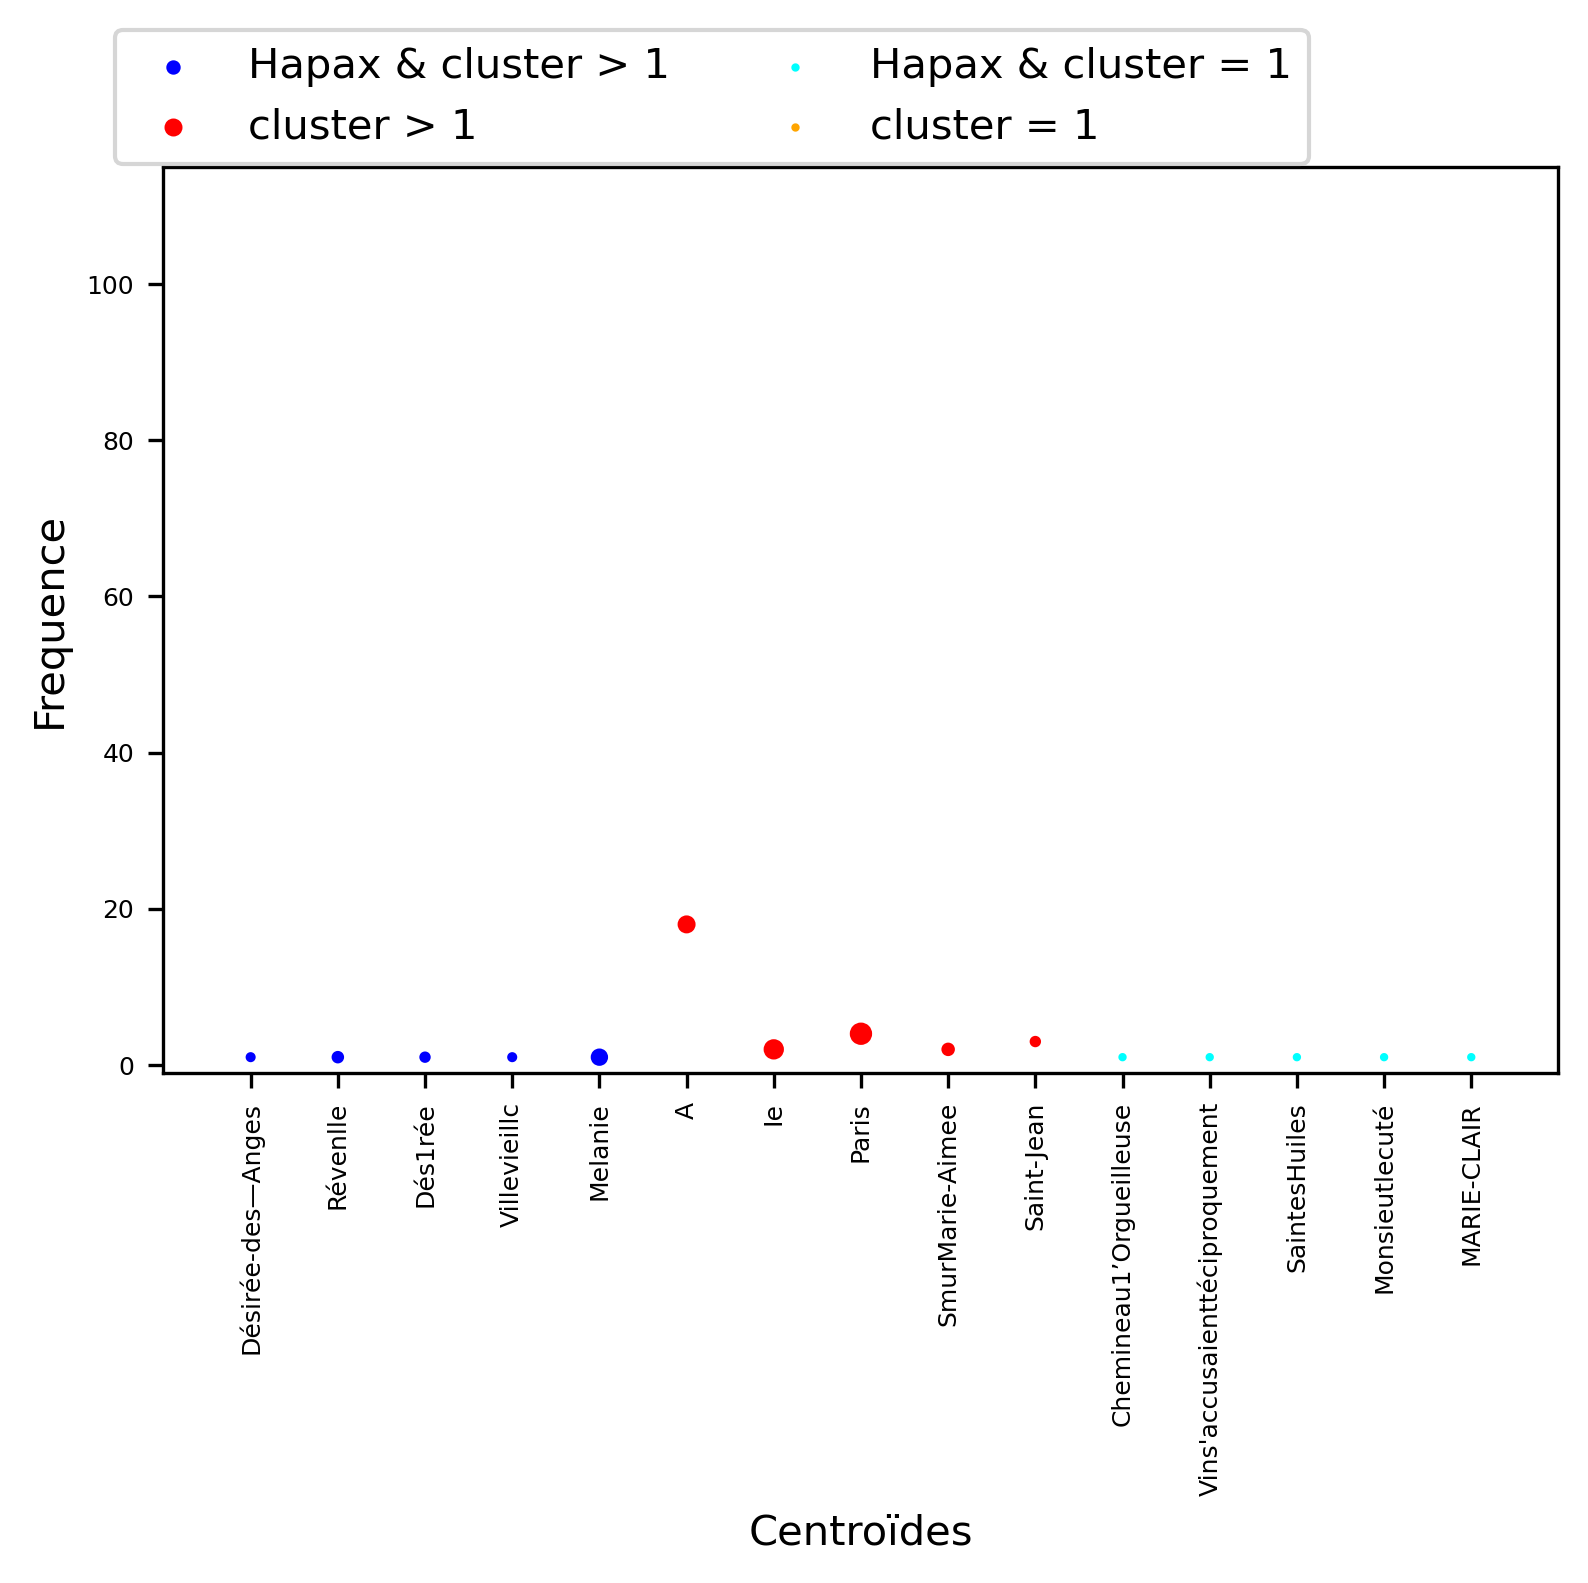 Hapax & cluster > 1
Hapax & cluster = 1
cluster > 1
cluster = 1
100
80
60
40
20
0
Frequence
Désirée-des—Anges
Révenlle
Dés1rée
Villevieillc
Melanie
A
le
Paris
SmurMarie-Aimee
Saint-Jean
Chemineau1’Orgueilleuse
Vins'accusaienttéciproquement
SaintesHuiles
Monsieutlecuté
MARIE-CLAIR
Centroïdes